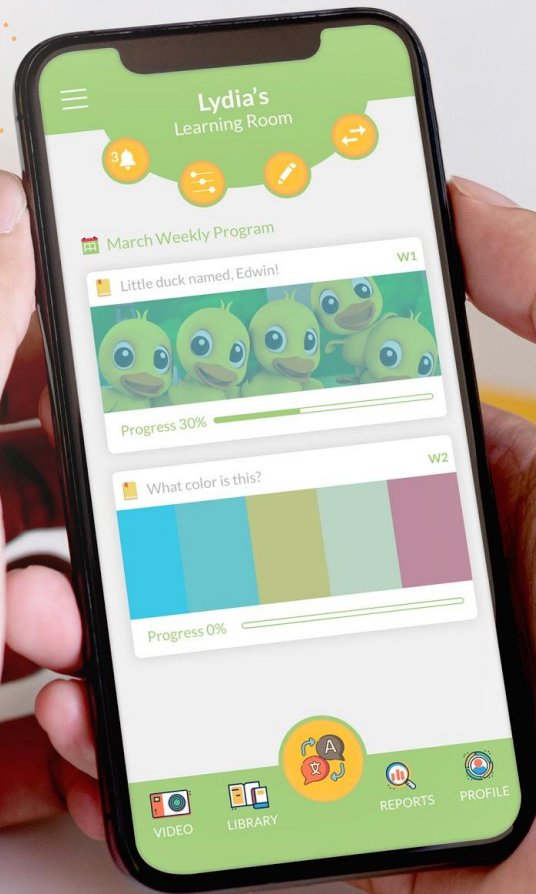 Lydia's
Learning Room
3
March Weekly Program
Little duck named, Edwin!
W1
Progress 30%
What color is this?
W2
Progress 0%
文 A
VIDEO
LIBRARY
REPORTS
PROFILE